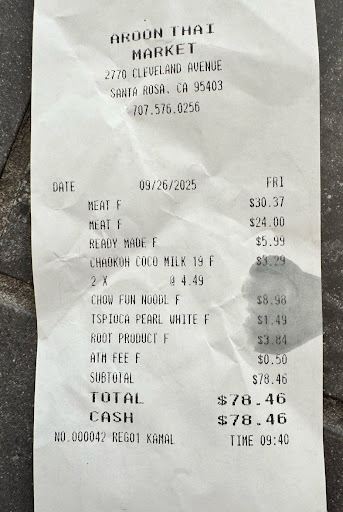 AROON THAI
MARKET
2770 CLEVELAND AVENUE
SANTA ROSA, CA 95403
707.576.0256
DATE 09/26/2025 FRI
MEAT F $30.37
MEAT F $24.00
READY MADE F $5.99
CHAOKOH COCO MILK 19 F $3.29
2 X @ 4.49
CHOW FUN NOODL F $8.98
TSPIOCA PEARL WHITE F $1.49
ROOT PRODUCT F $3.84
ATM FEE F $0.50
SUBTOTAL $78.46
TOTAL $78.46
CASH $78.46
NO.000042 REG01 KAMAL TIME 09:40